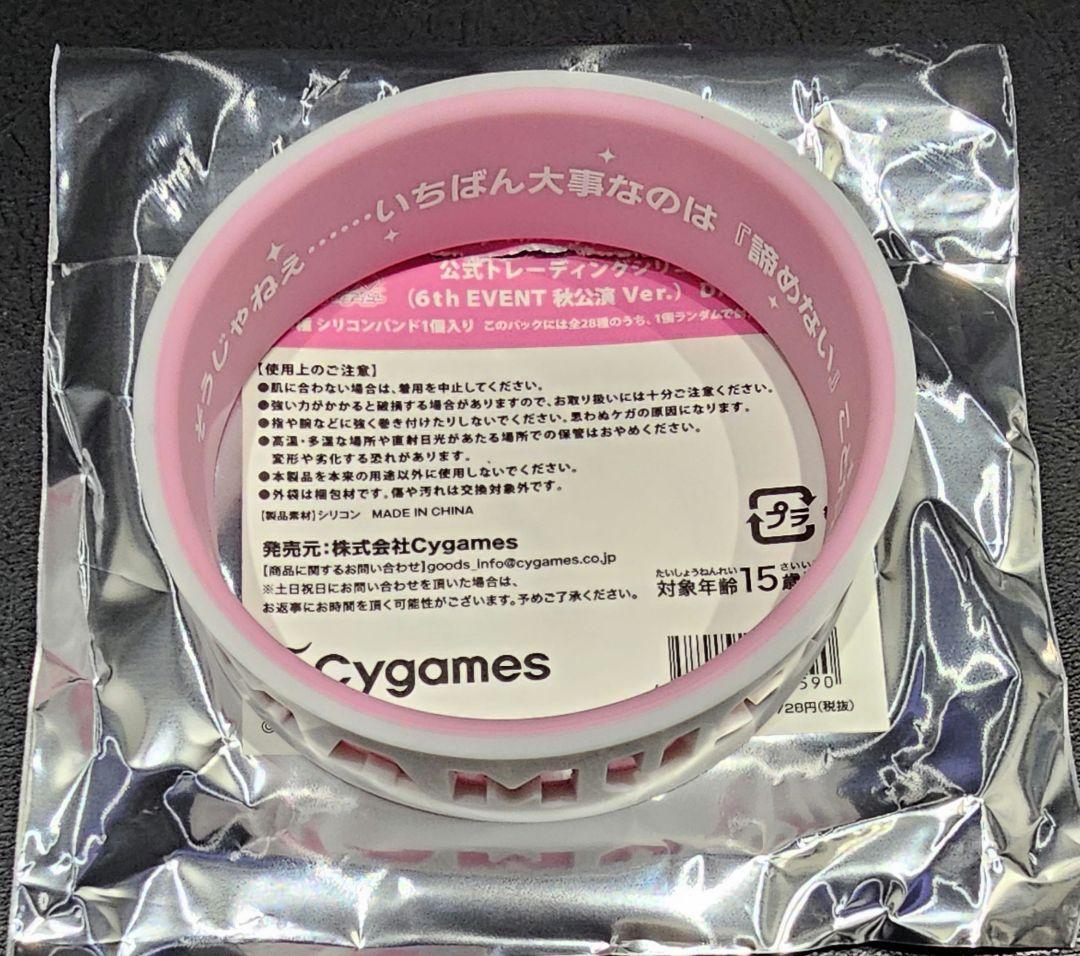 そうじゃねぇ……いちばん大事なのは『諦めない』
公式トレーディングシリ
(6th EVENT 秋公演 Ver.)
シリコンバンド1個入り このパックには全28種のうち、1個ランダムで
【使用上のご注意】
●肌に合わない場合は、着用を中止してください。
●強い力がかかると破損する場合がありますので、お取り扱いには十分ご注意ください。
●指や腕などに強く巻き付けたりしないでください。思わぬケガの原因になります。
●高温・多湿な場所や直射日光があたる場所での保管はおやめください。
変形や劣化する恐れがあります。
●本製品を本来の用途以外に使用しないでください。
●外袋は梱包材です。傷や汚れは交換対象外です。
【製品素材】シリコン MADE IN CHINA
プラ
発売元:株式会社Cygames
【商品に関するお問い合わせ】goods_info@cygames.co.jp
※土日祝日にお問い合わせを頂いた場合は、
お返事にお時間を頂く可能性がございます。予めご了承ください。
たいしょうねんれい さいい
対象年齢15歳
Cygames
590
728円(税抜)